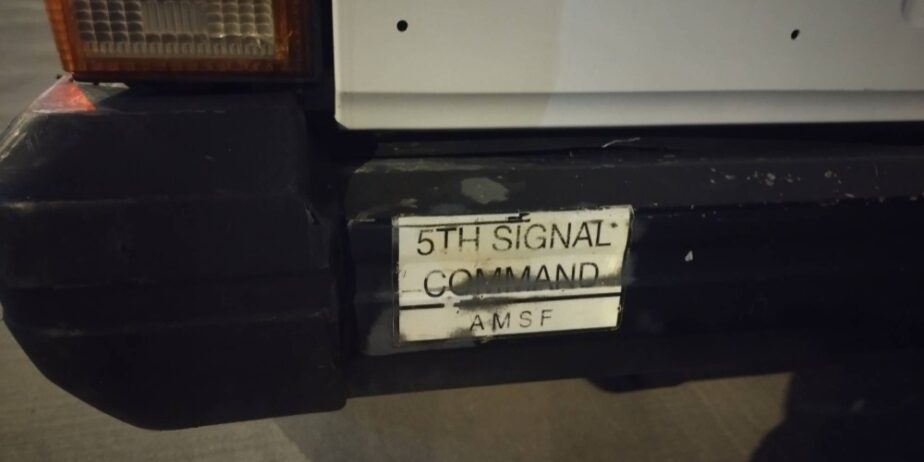 5TH SIGNAL
COMMAND
AMSF